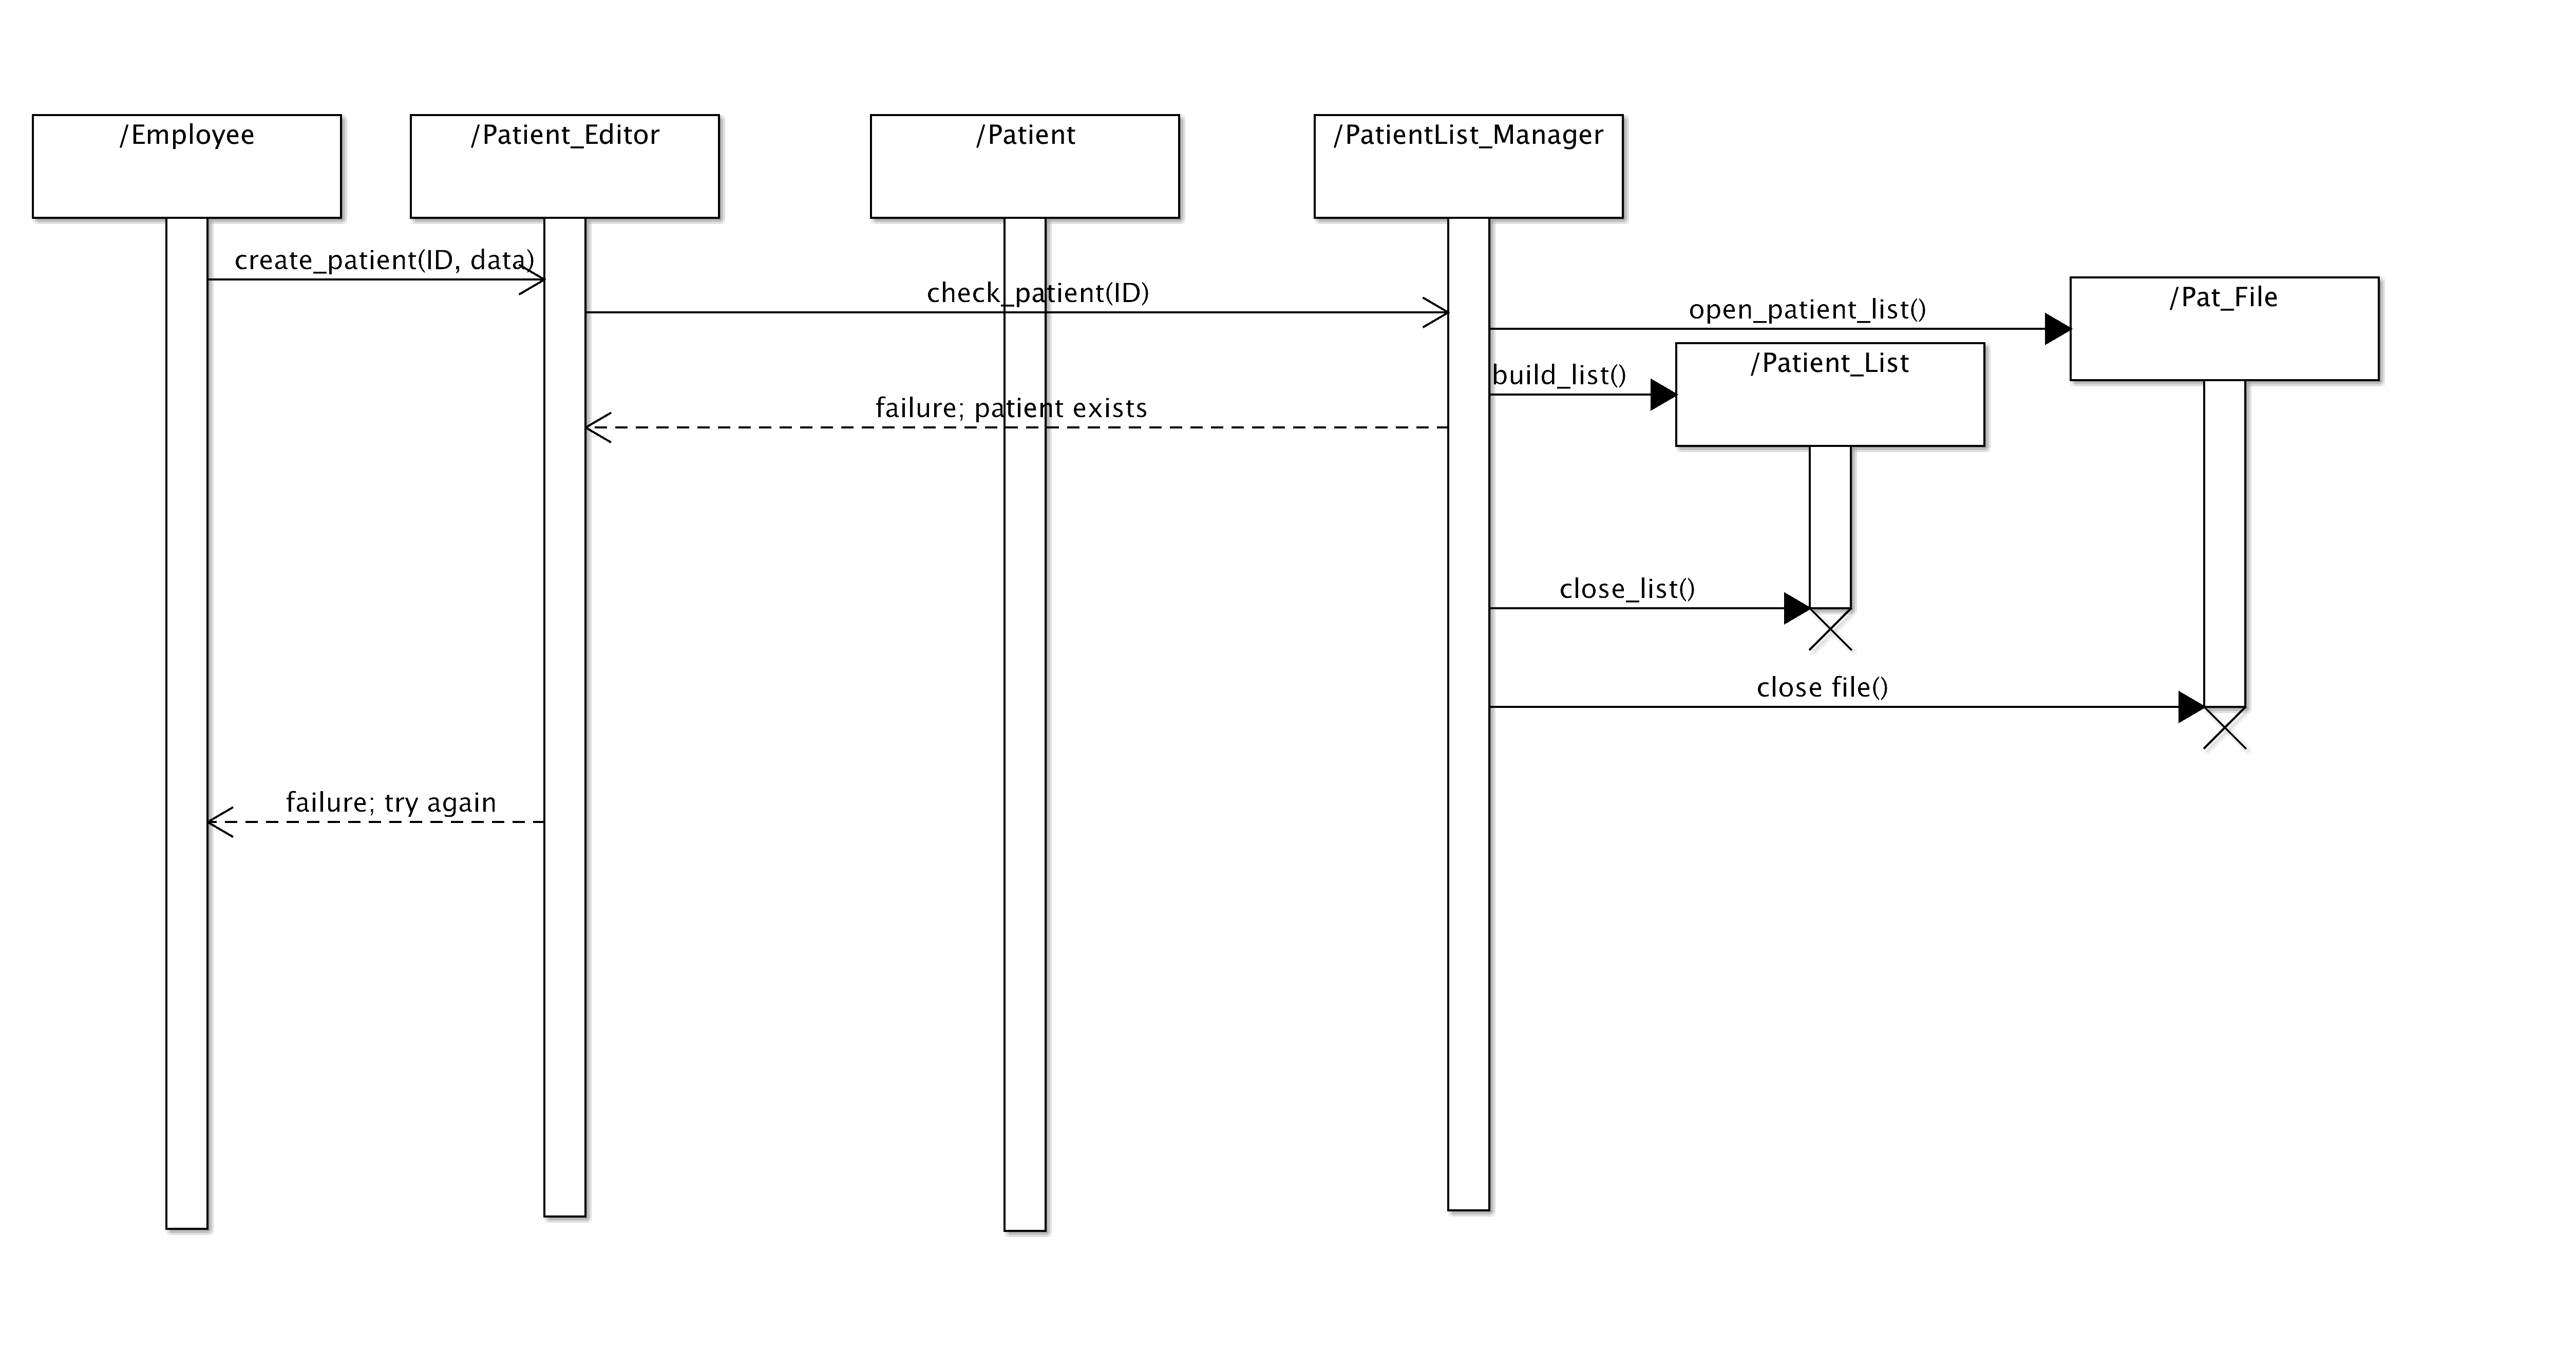 /Employee
/Patient_Editor
/Patient
/PatientList_Manager
create_patient(ID, data)
check_patient(ID)
open_patient_list()
/Pat_File
build_list()
/Patient_List
failure; patient exists
close_list()
close file()
failure; try again